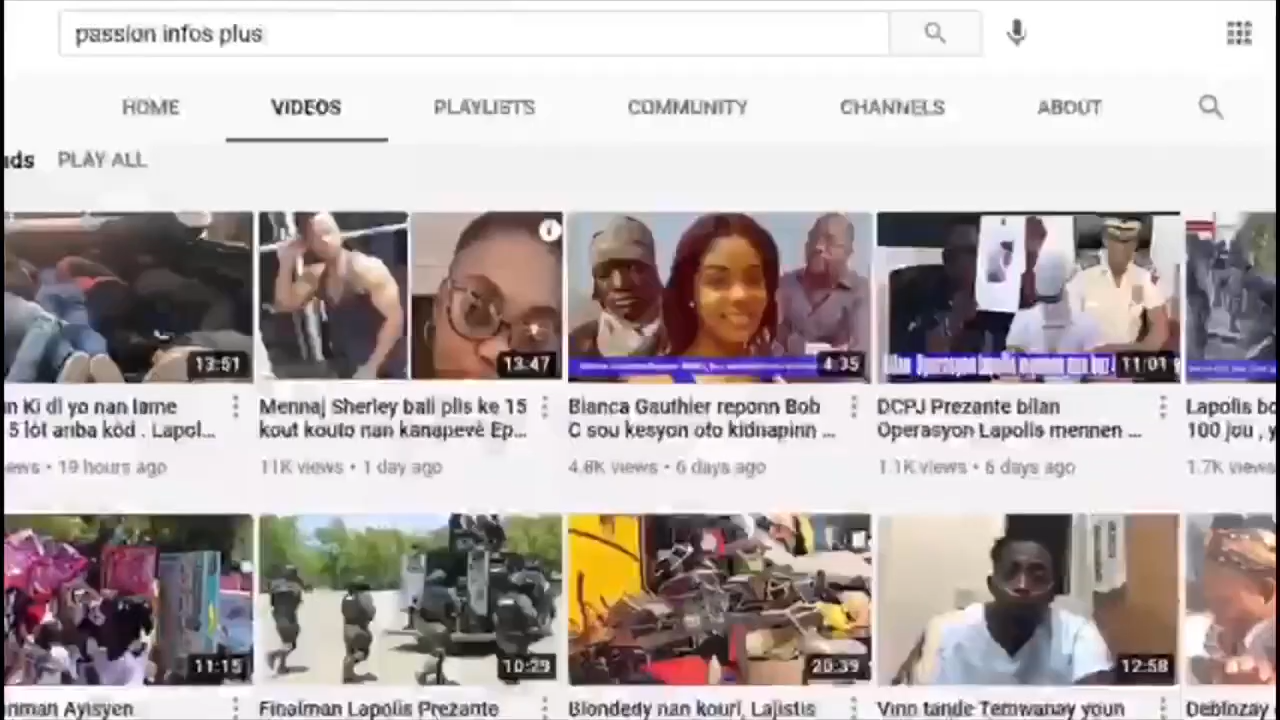 passion infos plus
HOME VIDEOS PLAYLISTS COMMUNITY CHANNELS ABOUT
ads PLAY ALL
13:51 13:47 4:35 11:01
n Ki di yo nan lame
5 lòt anba kòd . Lapol...
ews • 19 hours ago
Mennaj Sherley bali plis ke 15
kout kouto nan kanapevè Ep...
11K views • 1 day ago
Bianca Gauthier reponn Bob
C sou kesyon oto kidnapinn ...
4.8K views • 6 days ago
DCPJ Prezante bilan
Operasyon Lapolis mennen ...
1.1K views • 6 days ago
Lapolis bo
100 jou , y
1.7K views
11:15 10:29 20:39 12:58
nman Ayisyen
Finalman Lapolis Prezante
Blondedy nan kouri, Lajistis
Vinn tande Temwanay youn